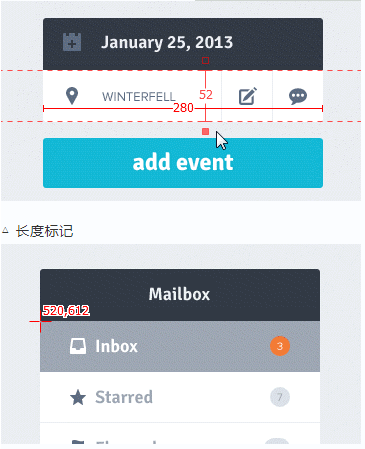 January 25, 2013
WINTERFELL
52
280
add event
△ 长度标记
Mailbox
520,612
Inbox
3
Starred
7